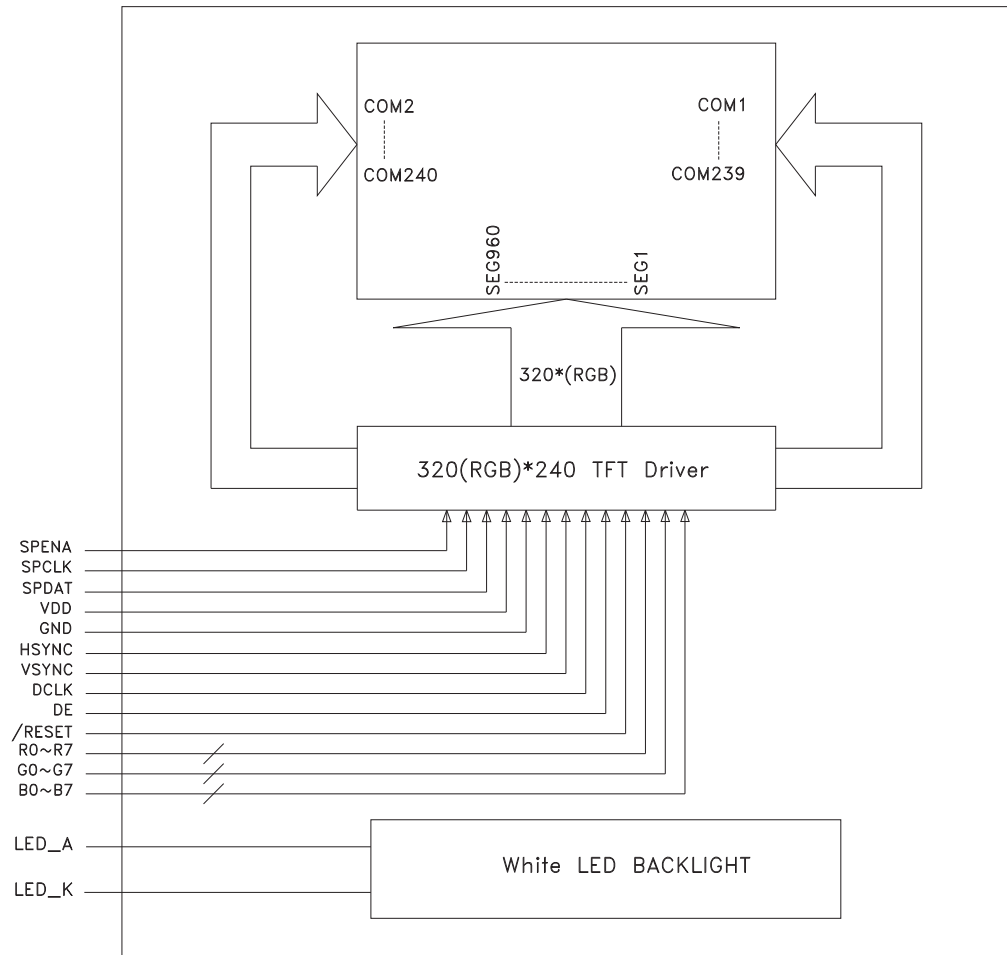 COM2
COM1
COM240
COM239
SEG960
SEG1
320*(RGB)
320(RGB)*240 TFT Driver
SPENA
SPCLK
SPDAT
VDD
GND
HSYNC
VSYNC
DCLK
DE
/RESET
R0~R7
G0~G7
B0~B7
LED_A
White LED BACKLIGHT
LED_K